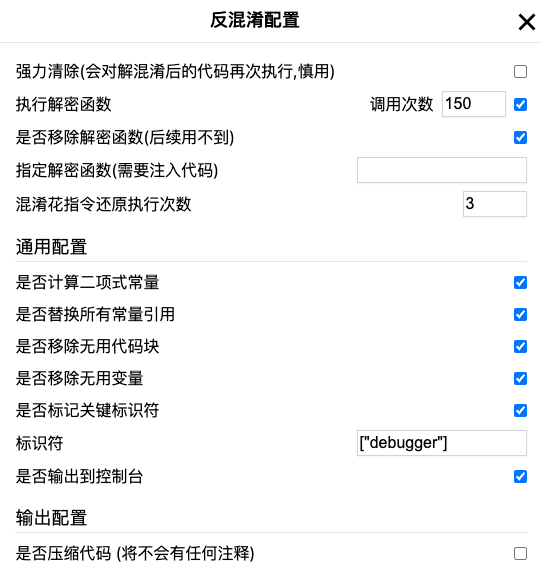 反混淆配置
强力清除(会对解混淆后的代码再次执行,慎用)
执行解密函数 调用次数 150
是否移除解密函数(后续用不到)
指定解密函数(需要注入代码)
混淆花指令还原执行次数 3
通用配置
是否计算二项式常量
是否替换所有常量引用
是否移除无用代码块
是否移除无用变量
是否标记关键标识符
标识符 ["debugger"]
是否输出到控制台
输出配置
是否压缩代码 (将不会有任何注释)